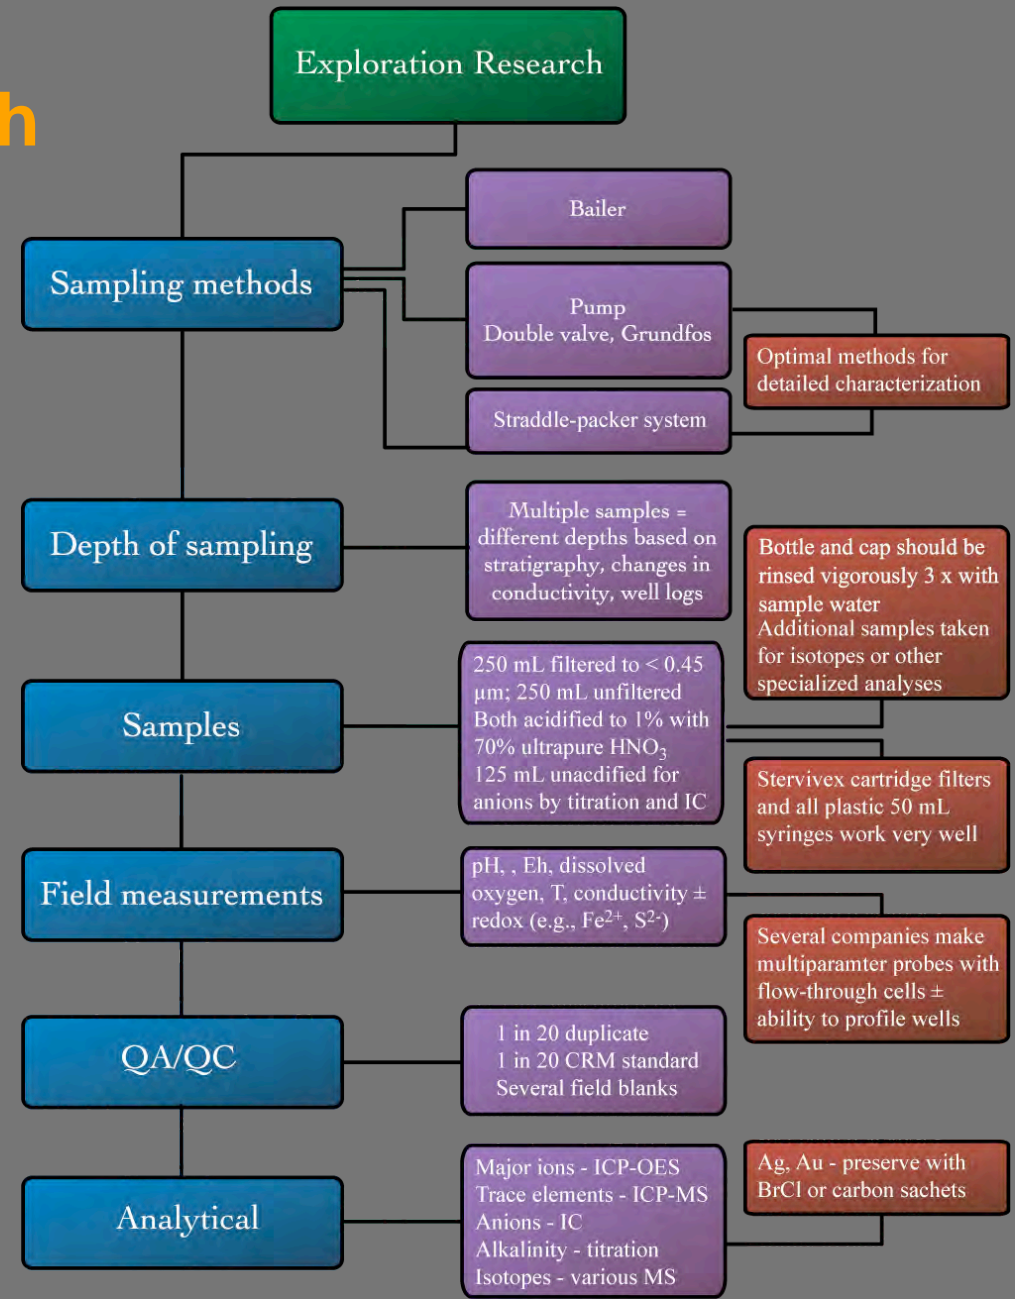 Exploration Research
h
Sampling methods
Bailer
Pump
Double valve, Grundfos
Straddle-packer system
Optimal methods for
detailed characterization
Depth of sampling
Multiple samples =
different depths based on
stratigraphy, changes in
conductivity, well logs
Samples
250 mL filtered to < 0.45
µm; 250 mL unfiltered
Both acidified to 1% with
70% ultrapure HNO₃
125 mL unacdified for
anions by titration and IC
Bottle and cap should be
rinsed vigorously 3 x with
sample water
Additional samples taken
for isotopes or other
specialized analyses
Stervivex cartridge filters
and all plastic 50 mL
syringes work very well
Field measurements
pH, , Eh, dissolved
oxygen, T, conductivity ±
redox (e.g., Fe²⁺, S²⁻)
Several companies make
multiparamter probes with
flow-through cells ±
ability to profile wells
QA/QC
1 in 20 duplicate
1 in 20 CRM standard
Several field blanks
Analytical
Major ions - ICP-OES
Trace elements - ICP-MS
Anions - IC
Alkalinity - titration
Isotopes - various MS
Ag, Au - preserve with
BrCl or carbon sachets